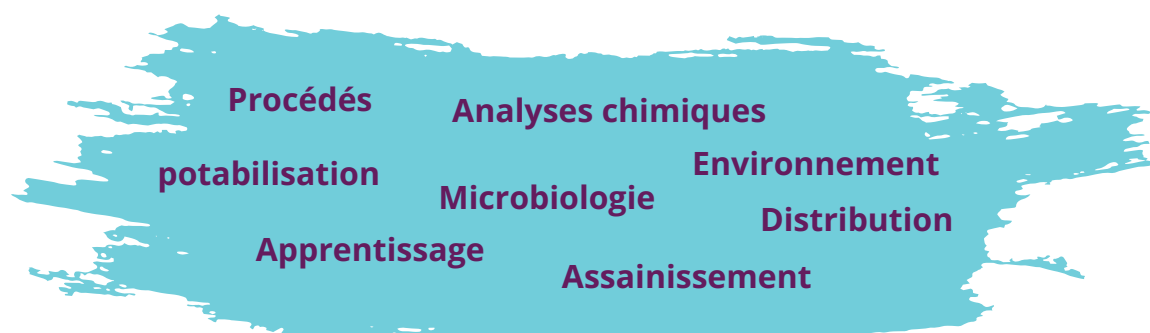 Procédés
Analyses chimiques
Environnement
potabilisation
Microbiologie
Distribution
Apprentissage
Assainissement